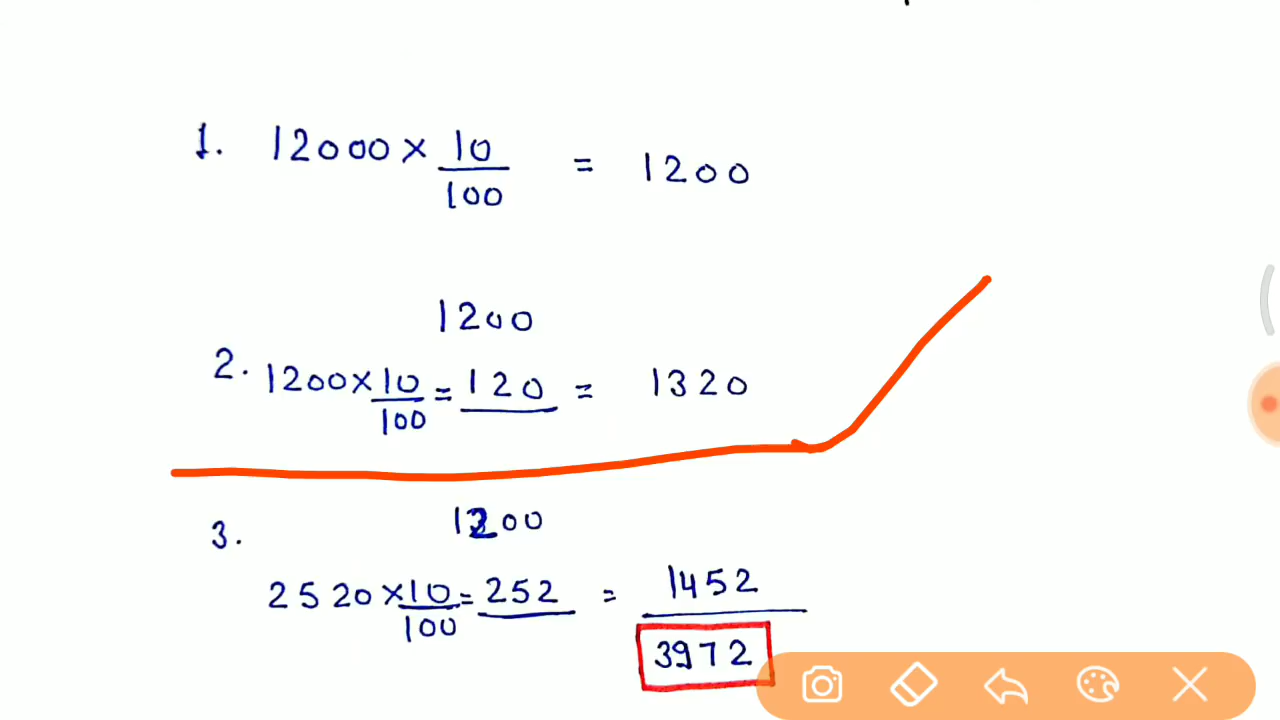 1. 12000 × 10/100 = 1200
1200
2. 1200 × 10/100 = 120 = 1320
1200
3. 2520 × 10/100 = 252 = 1452
3972